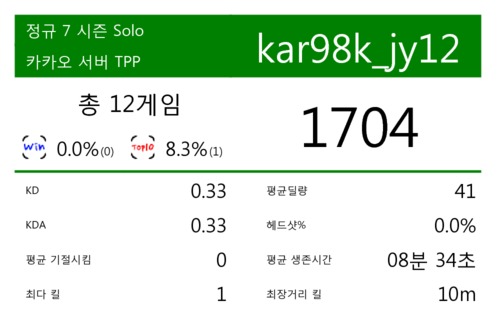 정규 7 시즌 Solo
카카오 서버 TPP
kar98k_jy12
총 12게임
1704
Win 0.0%(0) Top10 8.3%(1)
KD 0.33
평균딜량 41
KDA 0.33
헤드샷% 0.0%
평균 기절시킴 0
평균 생존시간 08분 34초
최다 킬 1
최장거리 킬 10m